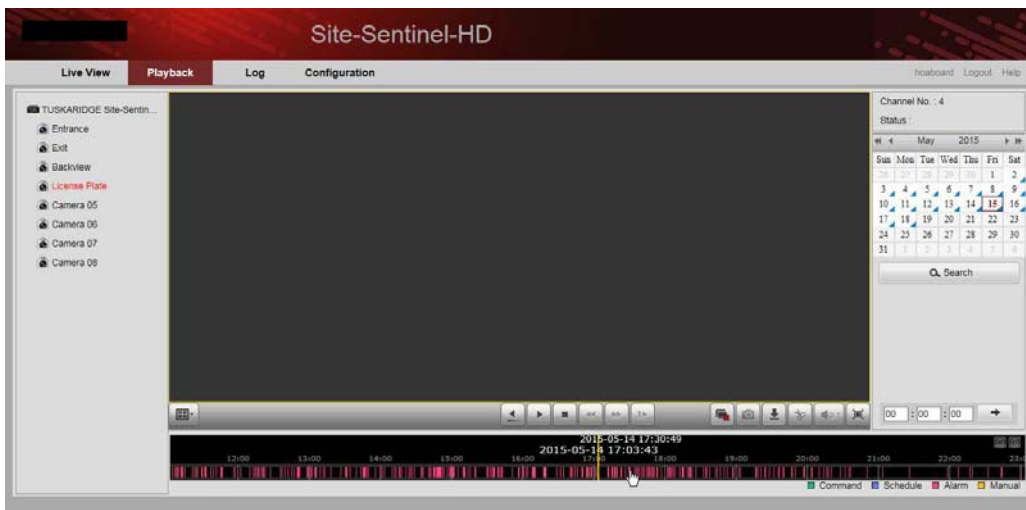 Site-Sentinel-HD
Live View Playback Log Configuration hoaboard Logout Help
TUSKARIDGE Site-Sentin...
Entrance
Exit
Backview
License Plate
Camera 05
Camera 06
Camera 07
Camera 08
Channel No. : 4
Status :
May 2015
Sun Mon Tue Wed Thu Fri Sat
26 27 28 29 30 1 2
3 4 5 6 7 8 9
10 11 12 13 14 15 16
17 18 19 20 21 22 23
24 25 26 27 28 29 30
31 1 2 3 4 5 6
Search
00 : 00 : 00
2015-05-14 17:30:49
2015-05-14 17:03:43
12:00 13:00 14:00 15:00 16:00 17:00 18:00 19:00 20:00 21:00 22:00
Command Schedule Alarm Manual